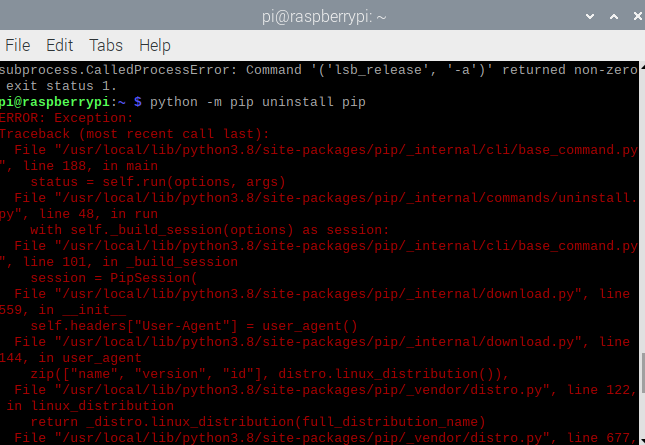 pi@raspberrypi: ~
File Edit Tabs Help
subprocess.CalledProcessError: Command '('lsb_release', '-a')' returned non-zero
exit status 1.
pi@raspberrypi:~ $ python -m pip uninstall pip
ERROR: Exception:
Traceback (most recent call last):
File "/usr/local/lib/python3.8/site-packages/pip/_internal/cli/base_command.py
", line 188, in main
status = self.run(options, args)
File "/usr/local/lib/python3.8/site-packages/pip/_internal/commands/uninstall.
py", line 48, in run
with self._build_session(options) as session:
File "/usr/local/lib/python3.8/site-packages/pip/_internal/cli/base_command.py
", line 101, in _build_session
session = PipSession(
File "/usr/local/lib/python3.8/site-packages/pip/_internal/download.py", line
559, in __init__
self.headers["User-Agent"] = user_agent()
File "/usr/local/lib/python3.8/site-packages/pip/_internal/download.py", line
144, in user_agent
zip(["name", "version", "id"], distro.linux_distribution()),
File "/usr/local/lib/python3.8/site-packages/pip/_vendor/distro.py", line 122,
in linux_distribution
return _distro.linux_distribution(full_distribution_name)
File "/usr/local/lib/python3.8/site-packages/pip/_vendor/distro.py", line 677,